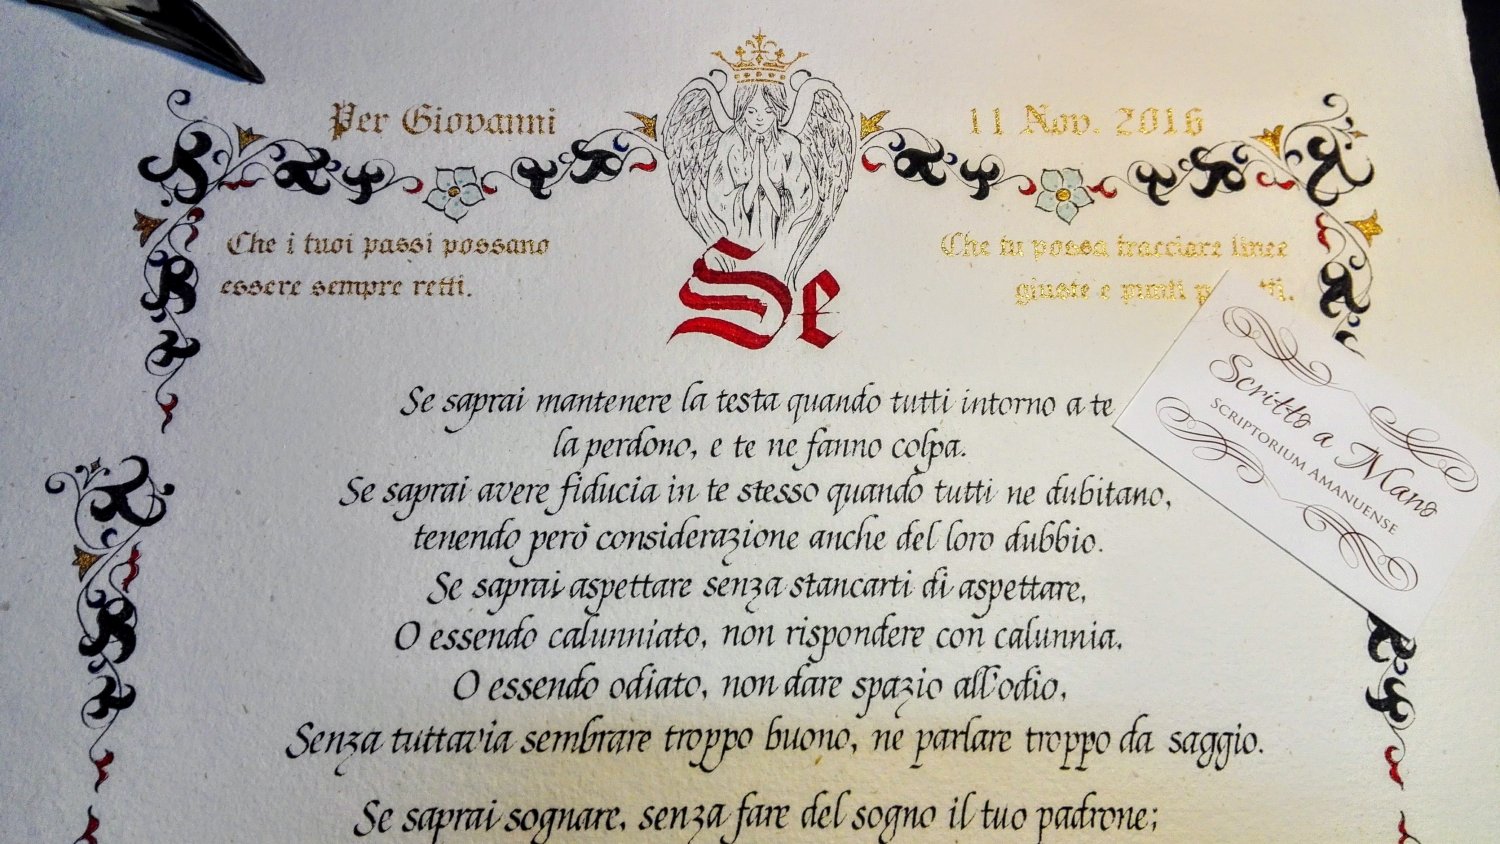 Per Giovanni
11 Nov. 2016
Che i tuoi passi possano
essere sempre retti.
Che tu possa tracciare linee
giuste e punti
Se
Se saprai mantenere la testa quando tutti intorno a te
la perdono, e te ne fanno colpa.
Se saprai avere fiducia in te stesso quando tutti ne dubitano,
tenendo però considerazione anche del loro dubbio.
Se saprai aspettare senza stancarti di aspettare,
O essendo calunniato, non rispondere con calunnia,
O essendo odiato, non dare spazio all'odio,
Senza tuttavia sembrare troppo buono, ne parlare troppo da saggio.
Se saprai sognare, senza fare del sogno il tuo padrone;
Scritto a Mano
SCRIPTORIUM AMANUENSE